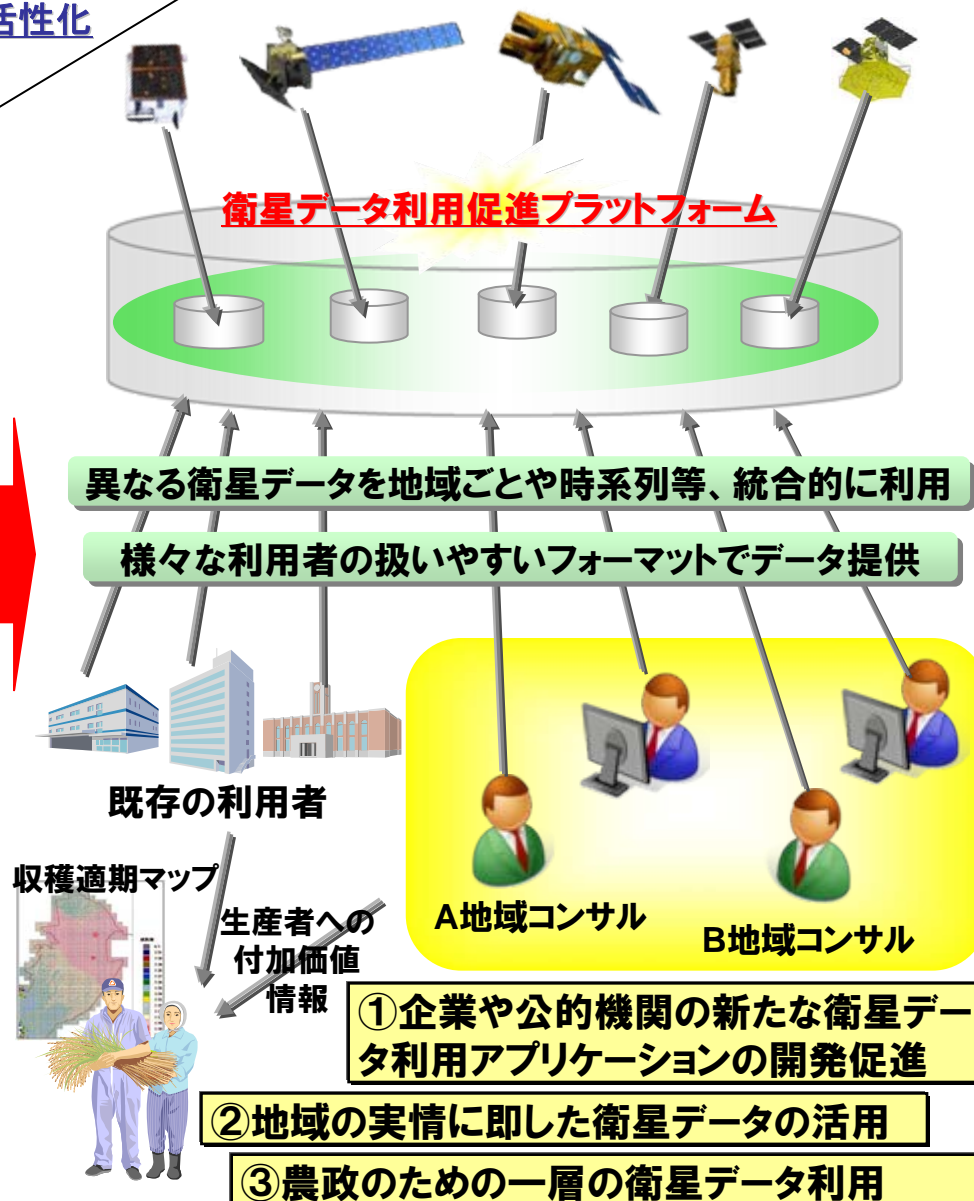 活性化
衛星データ利用促進プラットフォーム
異なる衛星データを地域ごとや時系列等、統合的に利用
様々な利用者の扱いやすいフォーマットでデータ提供
既存の利用者
収穫適期マップ
生産者への
付加価値
情報
A地域コンサル
B地域コンサル
①企業や公的機関の新たな衛星デー
タ利用アプリケーションの開発促進
②地域の実情に即した衛星データの活用
③農政のための一層の衛星データ利用